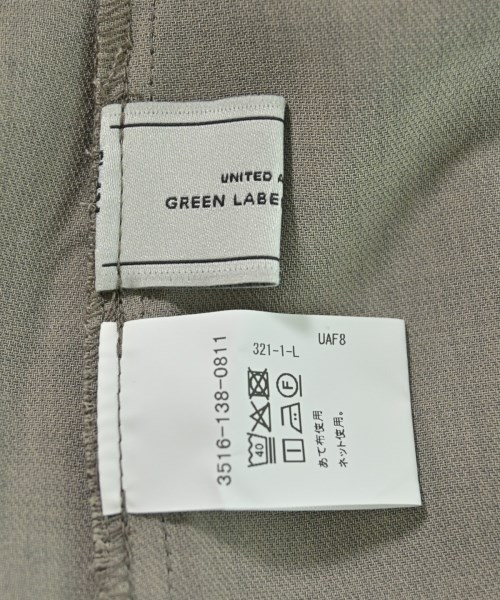 UNITED A
GREEN LABE
UAF8
321-1-L
3516-138-0811
40
F
あて布使用
ネット使用。